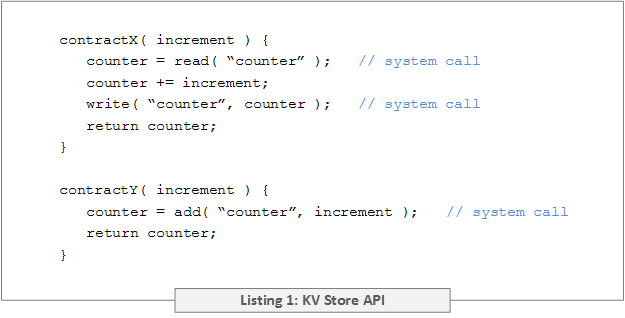 contractX( increment ) {
counter = read( “counter” ); // system call
counter += increment;
write( “counter”, counter ); // system call
return counter;
}
contractY( increment ) {
counter = add( “counter”, increment ); // system call
return counter;
}
Listing 1: KV Store API